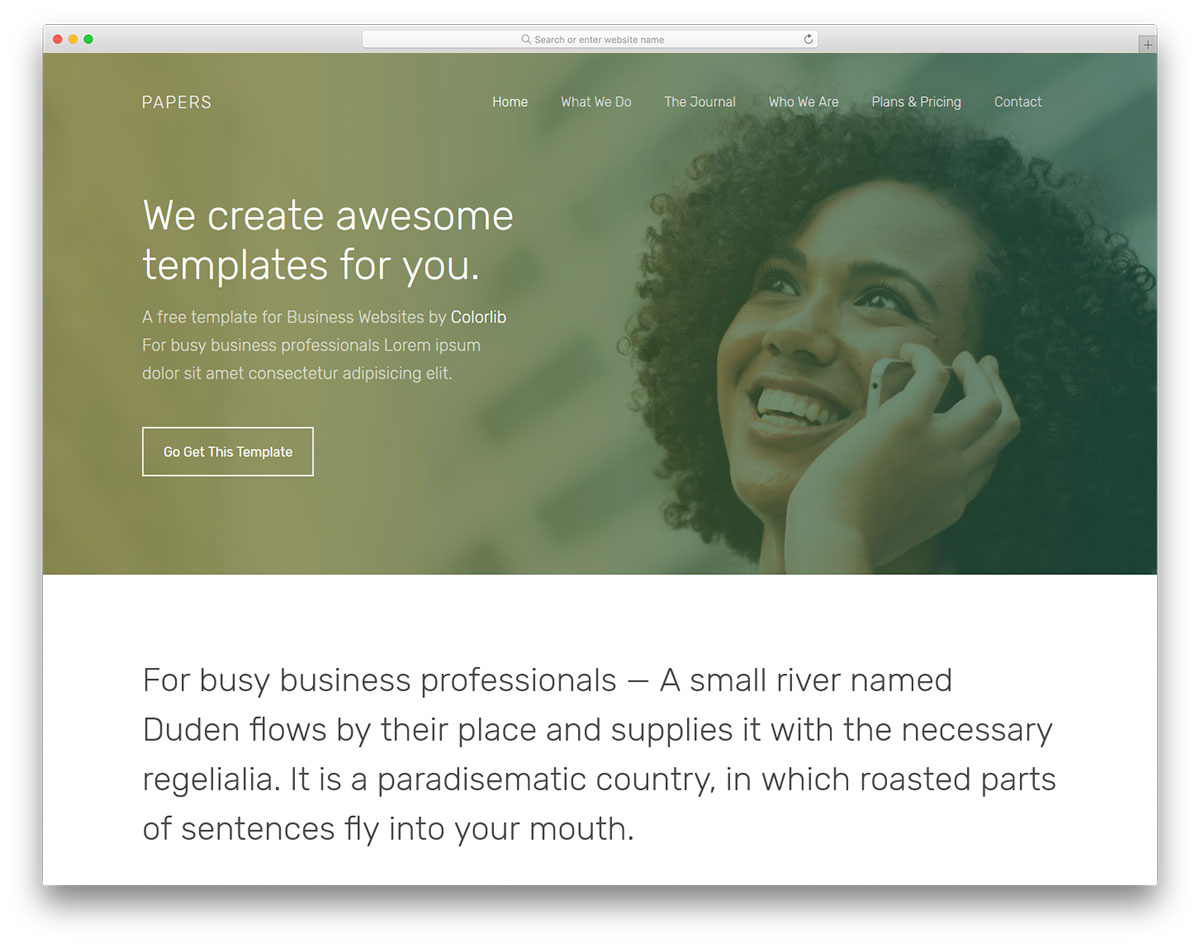 Search or enter website name
PAPERS
Home What We Do The Journal Who We Are Plans & Pricing Contact
We create awesome
templates for you.
A free template for Business Websites by Colorlib
For busy business professionals Lorem ipsum
dolor sit amet consectetur adipisicing elit.
Go Get This Template
For busy business professionals — A small river named
Duden flows by their place and supplies it with the necessary
regelialia. It is a paradisematic country, in which roasted parts
of sentences fly into your mouth.